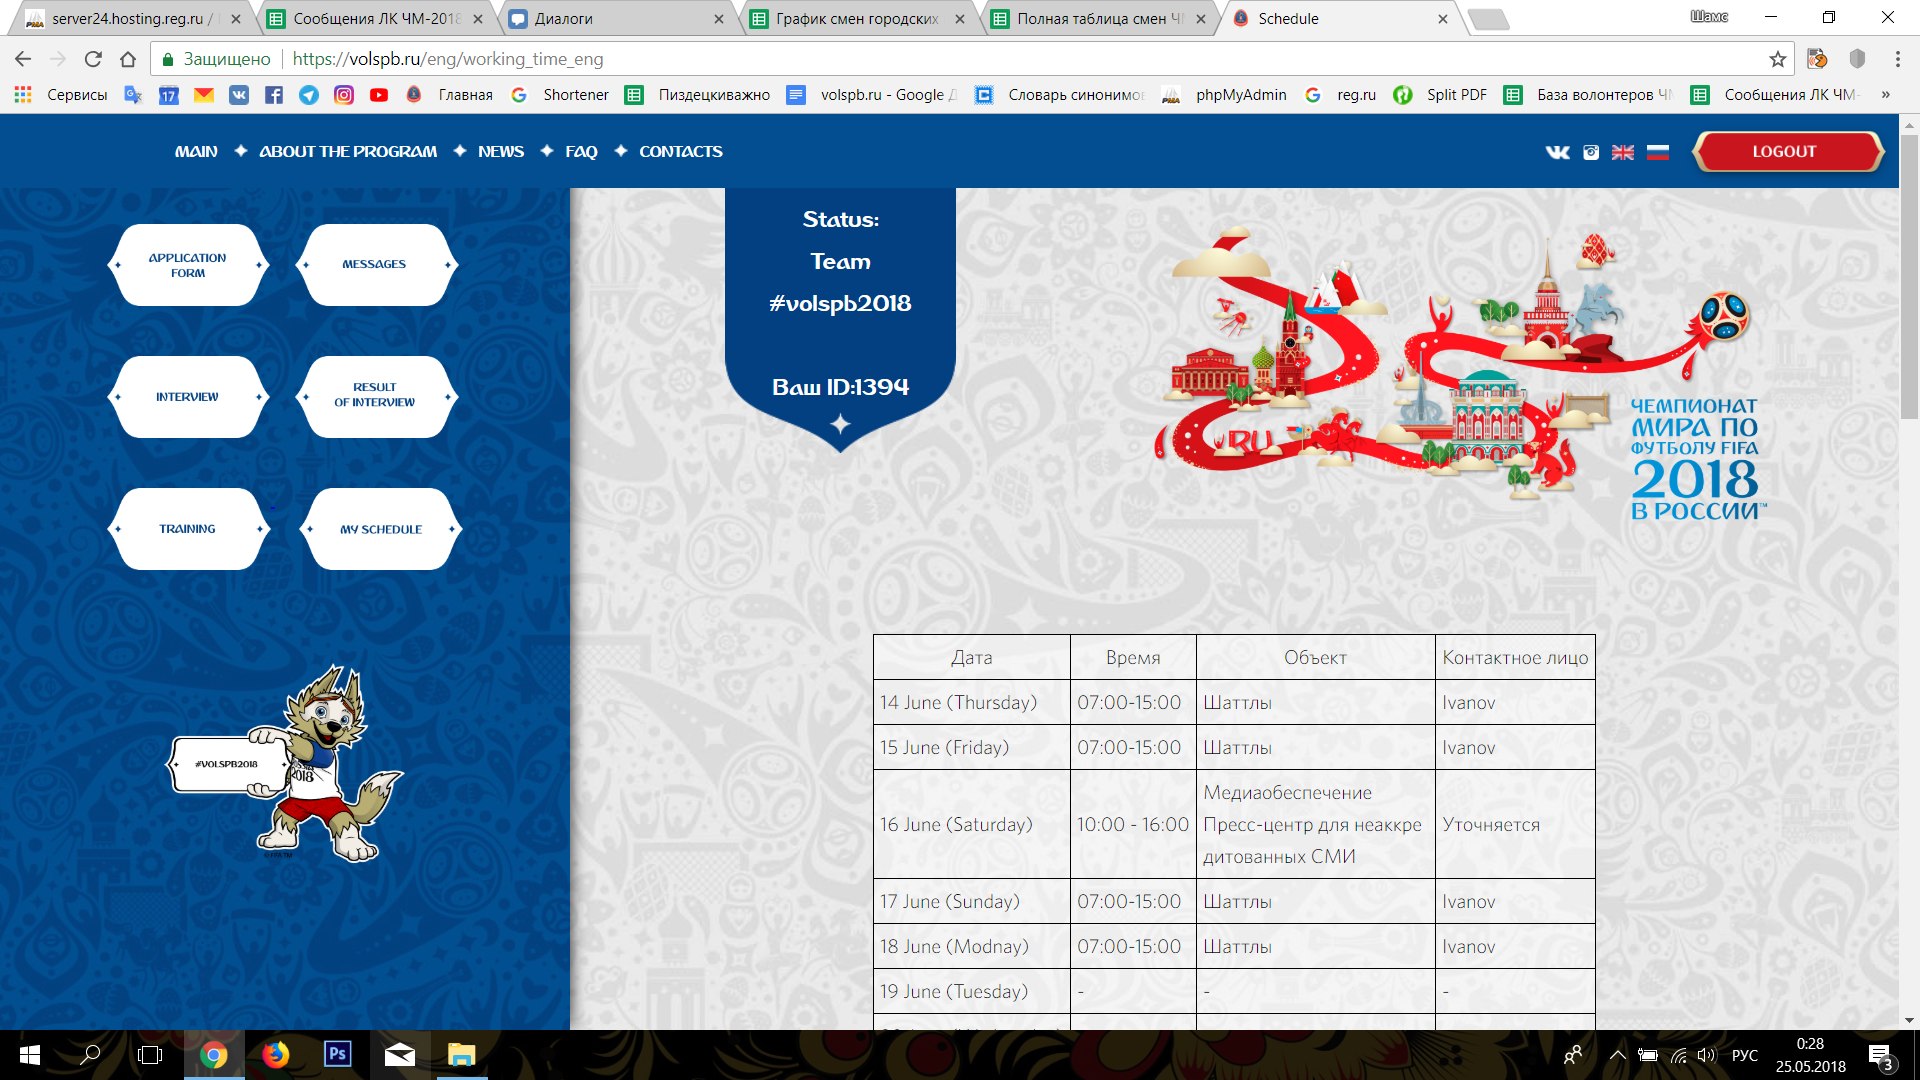 server24.hosting.reg.ru /
Сообщения ЛК ЧМ-2018
Диалоги
График смен городских
Полная таблица смен ЧМ
Schedule
Шамс
Защищено
https://volspb.ru/eng/working_time_eng
Сервисы
Главная
Shortener
Пиздецкиважно
volspb.ru - Google Д
Словарь синонимо
phpMyAdmin
reg.ru
Split PDF
База волонтеров ЧМ
Сообщения ЛК ЧМ-
»
MAIN
ABOUT THE PROGRAM
NEWS
FAQ
CONTACTS
LOGOUT
APPLICATION
FORM
MESSAGES
INTERVIEW
RESULT
OF INTERVIEW
TRAINING
MY SCHEDULE
#VOLSPB2018
2018
Status:
Team
#volspb2018
Ваш ID:1394
RU
ЧЕМПИОНАТ
МИРА ПО
ФУТБОЛУ FIFA
2018
В РОССИИ™
Дата Время Объект Контактное лицо
14 June (Thursday) 07:00-15:00 Шаттлы Ivanov
15 June (Friday) 07:00-15:00 Шаттлы Ivanov
16 June (Saturday) 10:00 - 16:00 Медиаобеспечение
Пресс-центр для неаккре
дитованных СМИ Уточняется
17 June (Sunday) 07:00-15:00 Шаттлы Ivanov
18 June (Modnay) 07:00-15:00 Шаттлы Ivanov
19 June (Tuesday) - - -
РУС
0:28
25.05.2018
3